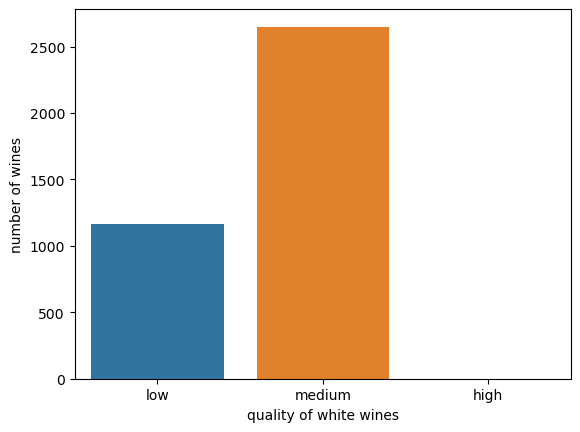 2500
2000
1500
1000
500
0
number of wines
low medium high
quality of white wines